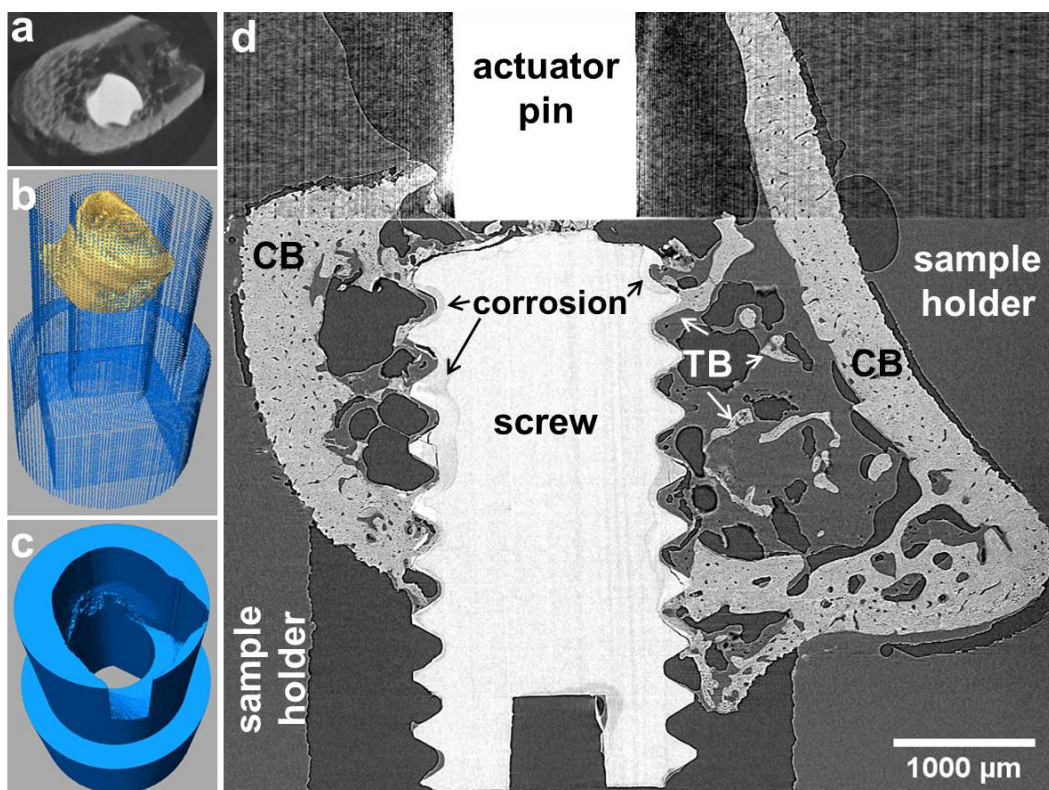 a
b
c
d
actuator
pin
CB
corrosion
sample
holder
TB
CB
screw
sample
holder
1000 µm